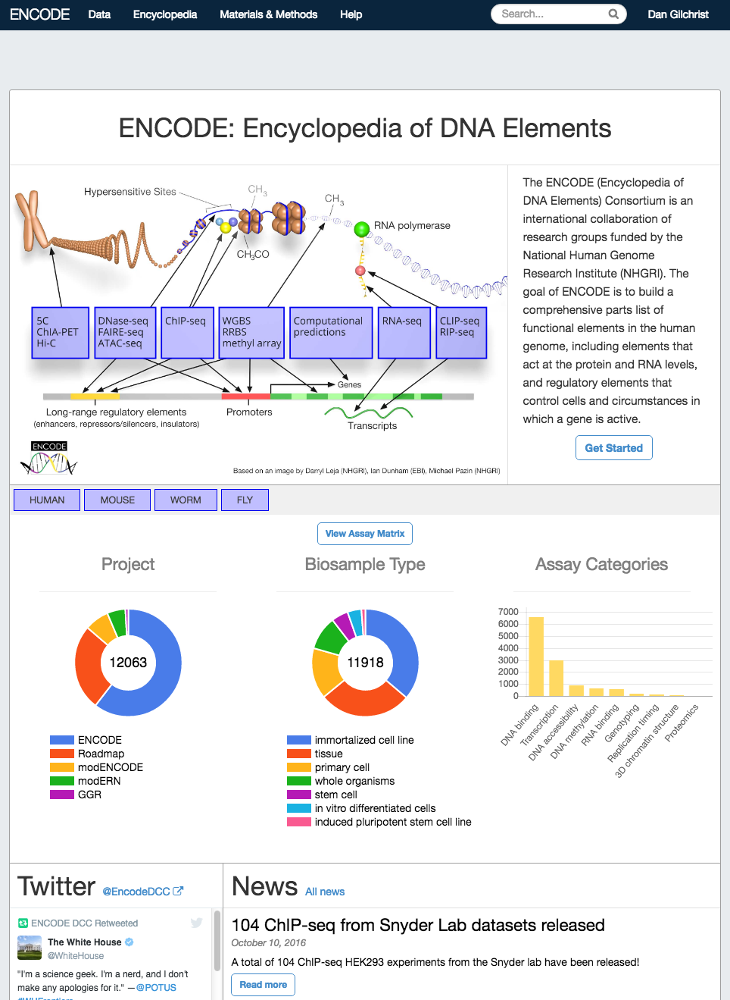 ENCODE Data Encyclopedia Materials & Methods Help Search... Dan Gilchrist
ENCODE: Encyclopedia of DNA Elements
Hypersensitive Sites
CH3
CH3
RNA polymerase
CH3CO
5C
ChIA-PET
Hi-C
DNase-seq
FAIRE-seq
ATAC-seq
ChIP-seq
WGBS
RRBS
methyl array
Computational
predictions
RNA-seq
CLIP-seq
RIP-seq
Genes
Long-range regulatory elements
(enhancers, repressors/silencers, insulators)
Promoters
Transcripts
ENCODE
Based on an image by Darryl Leja (NHGRI), Ian Dunham (EBI), Michael Pazin (NHGRI)
The ENCODE (Encyclopedia of
DNA Elements) Consortium is an
international collaboration of
research groups funded by the
National Human Genome
Research Institute (NHGRI). The
goal of ENCODE is to build a
comprehensive parts list of
functional elements in the human
genome, including elements that
act at the protein and RNA levels,
and regulatory elements that
control cells and circumstances in
which a gene is active.
Get Started
HUMAN MOUSE WORM FLY
View Assay Matrix
Project
12063
ENCODE
Roadmap
modENCODE
modERN
GGR
Biosample Type
11918
immortalized cell line
tissue
primary cell
whole organisms
stem cell
in vitro differentiated cells
induced pluripotent stem cell line
Assay Categories
7000
6000
5000
4000
3000
2000
1000
0
DNA binding
Transcription
DNA accessibility
DNA methylation
RNA binding
Genotyping
Replication timing
3D chromatin structure
Proteomics
Twitter @EncodeDCC
ENCODE DCC Retweeted
The White House
@WhiteHouse
"I'm a science geek. I'm a nerd, and I don't
make any apologies for it." —@POTUS
#WHFrontiers
News All news
104 ChIP-seq from Snyder Lab datasets released
October 10, 2016
A total of 104 ChIP-seq HEK293 experiments from the Snyder lab have been released!
Read more